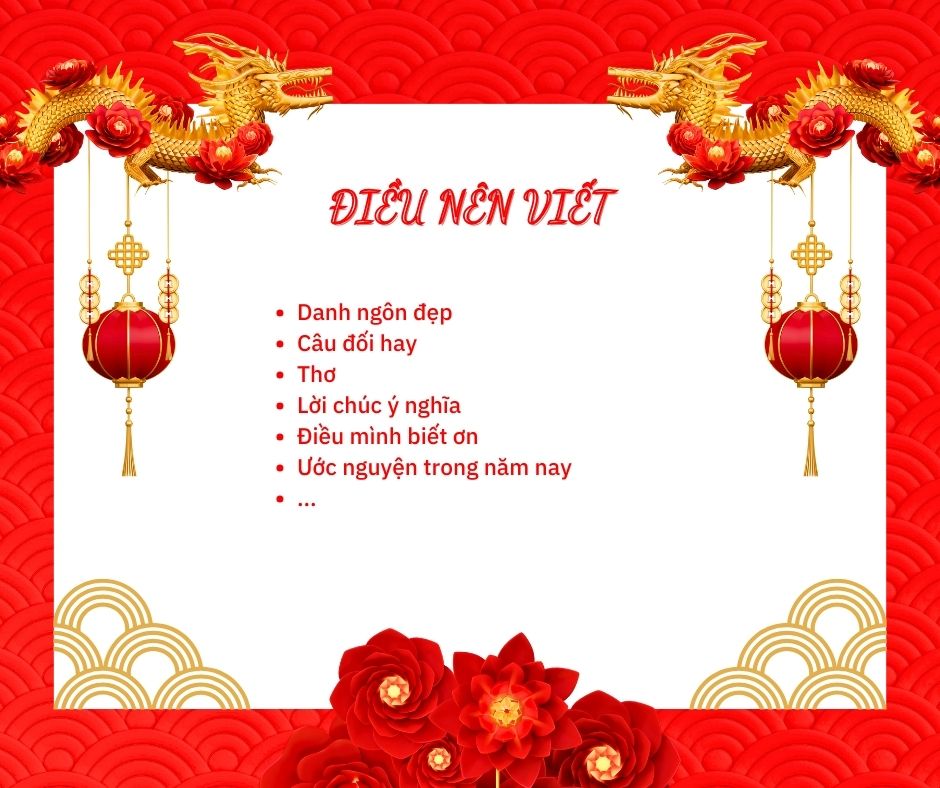 ĐIỀU NÊN VIẾT
• Danh ngôn đẹp
• Câu đối hay
• Thơ
• Lời chúc ý nghĩa
• Điều mình biết ơn
• Ước nguyện trong năm nay
• ...